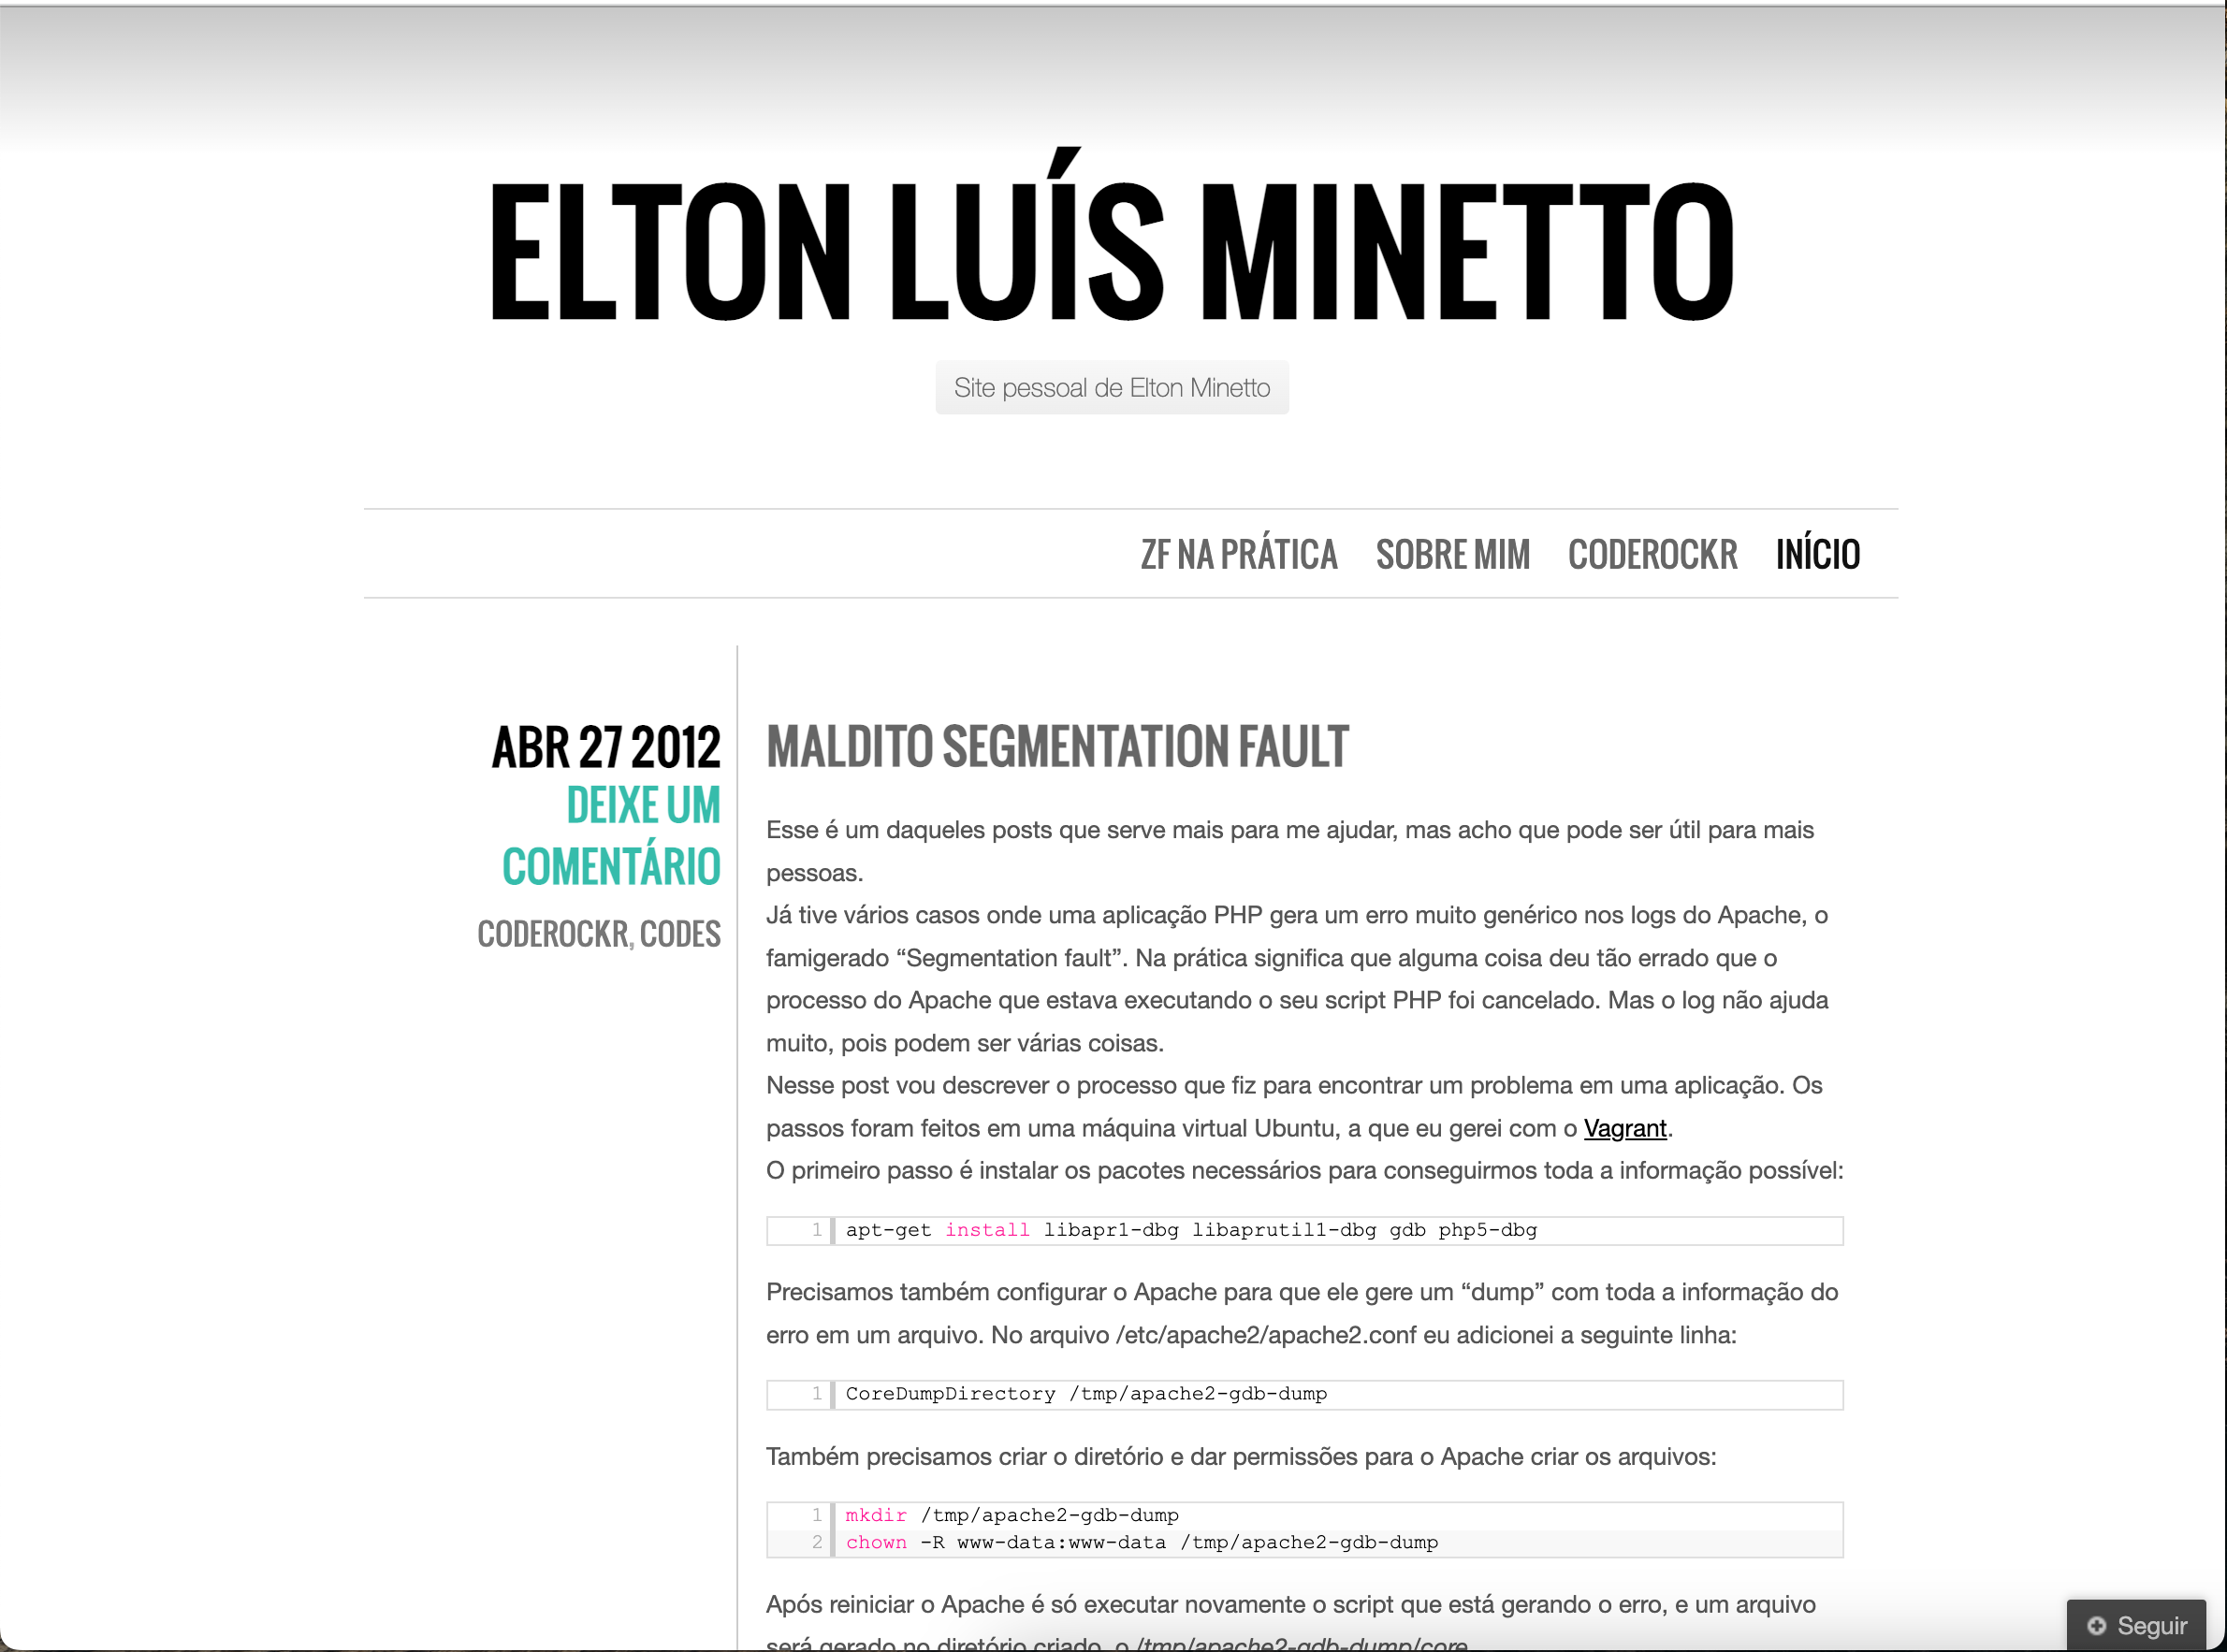 ELTON LUÍS MINETTO
Site pessoal de Elton Minetto
ZF NA PRÁTICA SOBRE MIM CODEROCKR INÍCIO
ABR 27 2012
DEIXE UM
COMENTÁRIO
CODEROCKR, CODES
MALDITO SEGMENTATION FAULT
Esse é um daqueles posts que serve mais para me ajudar, mas acho que pode ser útil para mais
pessoas.
Já tive vários casos onde uma aplicação PHP gera um erro muito genérico nos logs do Apache, o
famigerado “Segmentation fault”. Na prática significa que alguma coisa deu tão errado que o
processo do Apache que estava executando o seu script PHP foi cancelado. Mas o log não ajuda
muito, pois podem ser várias coisas.
Nesse post vou descrever o processo que fiz para encontrar um problema em uma aplicação. Os
passos foram feitos em uma máquina virtual Ubuntu, a que eu gerei com o Vagrant.
O primeiro passo é instalar os pacotes necessários para conseguirmos toda a informação possível:
1 apt-get install libapr1-dbg libaprutil1-dbg gdb php5-dbg
Precisamos também configurar o Apache para que ele gere um “dump” com toda a informação do
erro em um arquivo. No arquivo /etc/apache2/apache2.conf eu adicionei a seguinte linha:
1 CoreDumpDirectory /tmp/apache2-gdb-dump
Também precisamos criar o diretório e dar permissões para o Apache criar os arquivos:
1 mkdir /tmp/apache2-gdb-dump
2 chown -R www-data:www-data /tmp/apache2-gdb-dump
Após reiniciar o Apache é só executar novamente o script que está gerando o erro, e um arquivo
será gerado no diretório criado, o /tmp/apache2-gdb-dump/core
Seguir